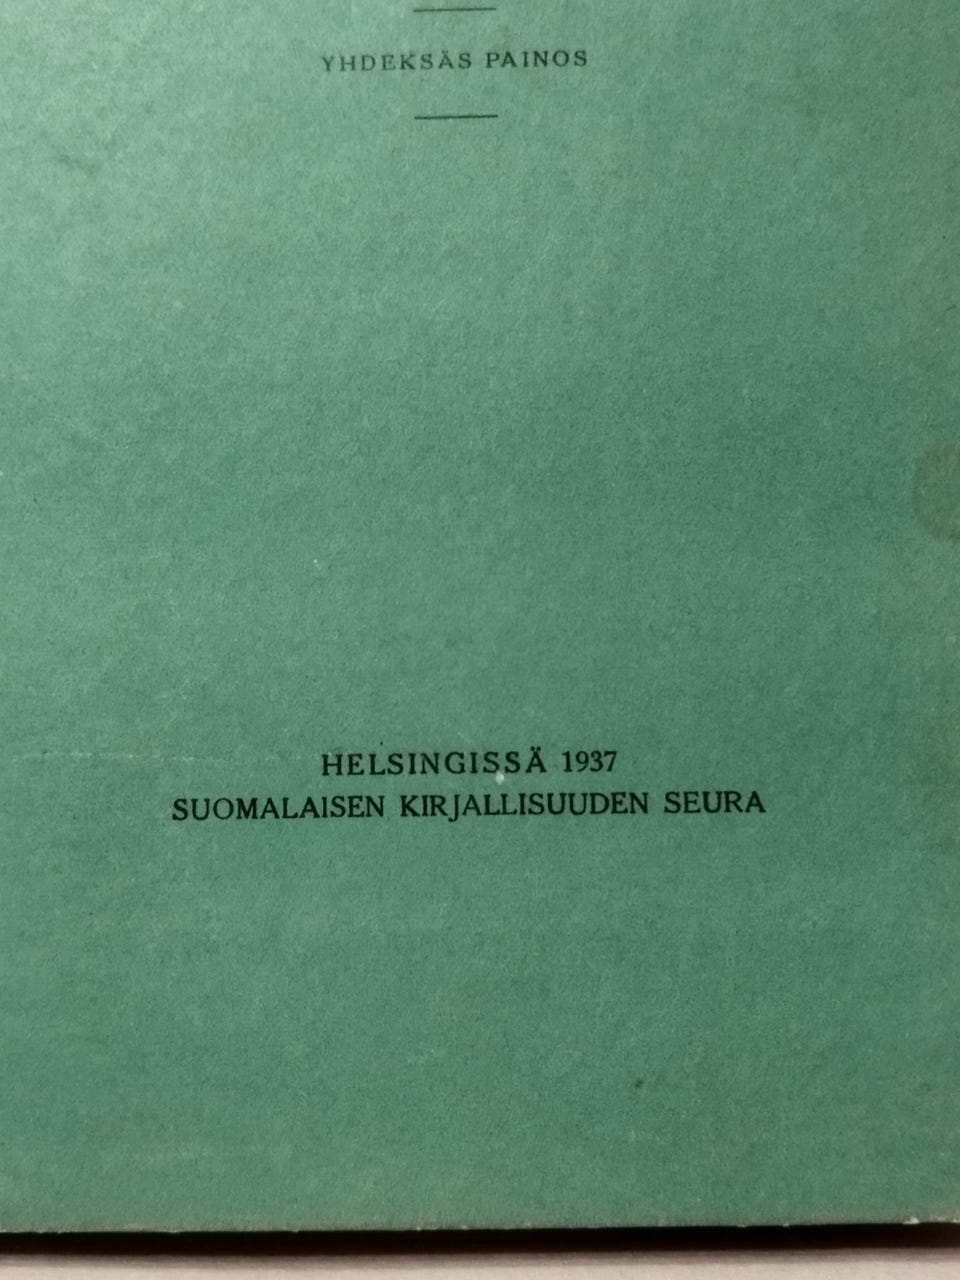 YHDEKSÄS PAINOS
HELSINGISSÄ 1937
SUOMALAISEN KIRJALLISUUDEN SEURA